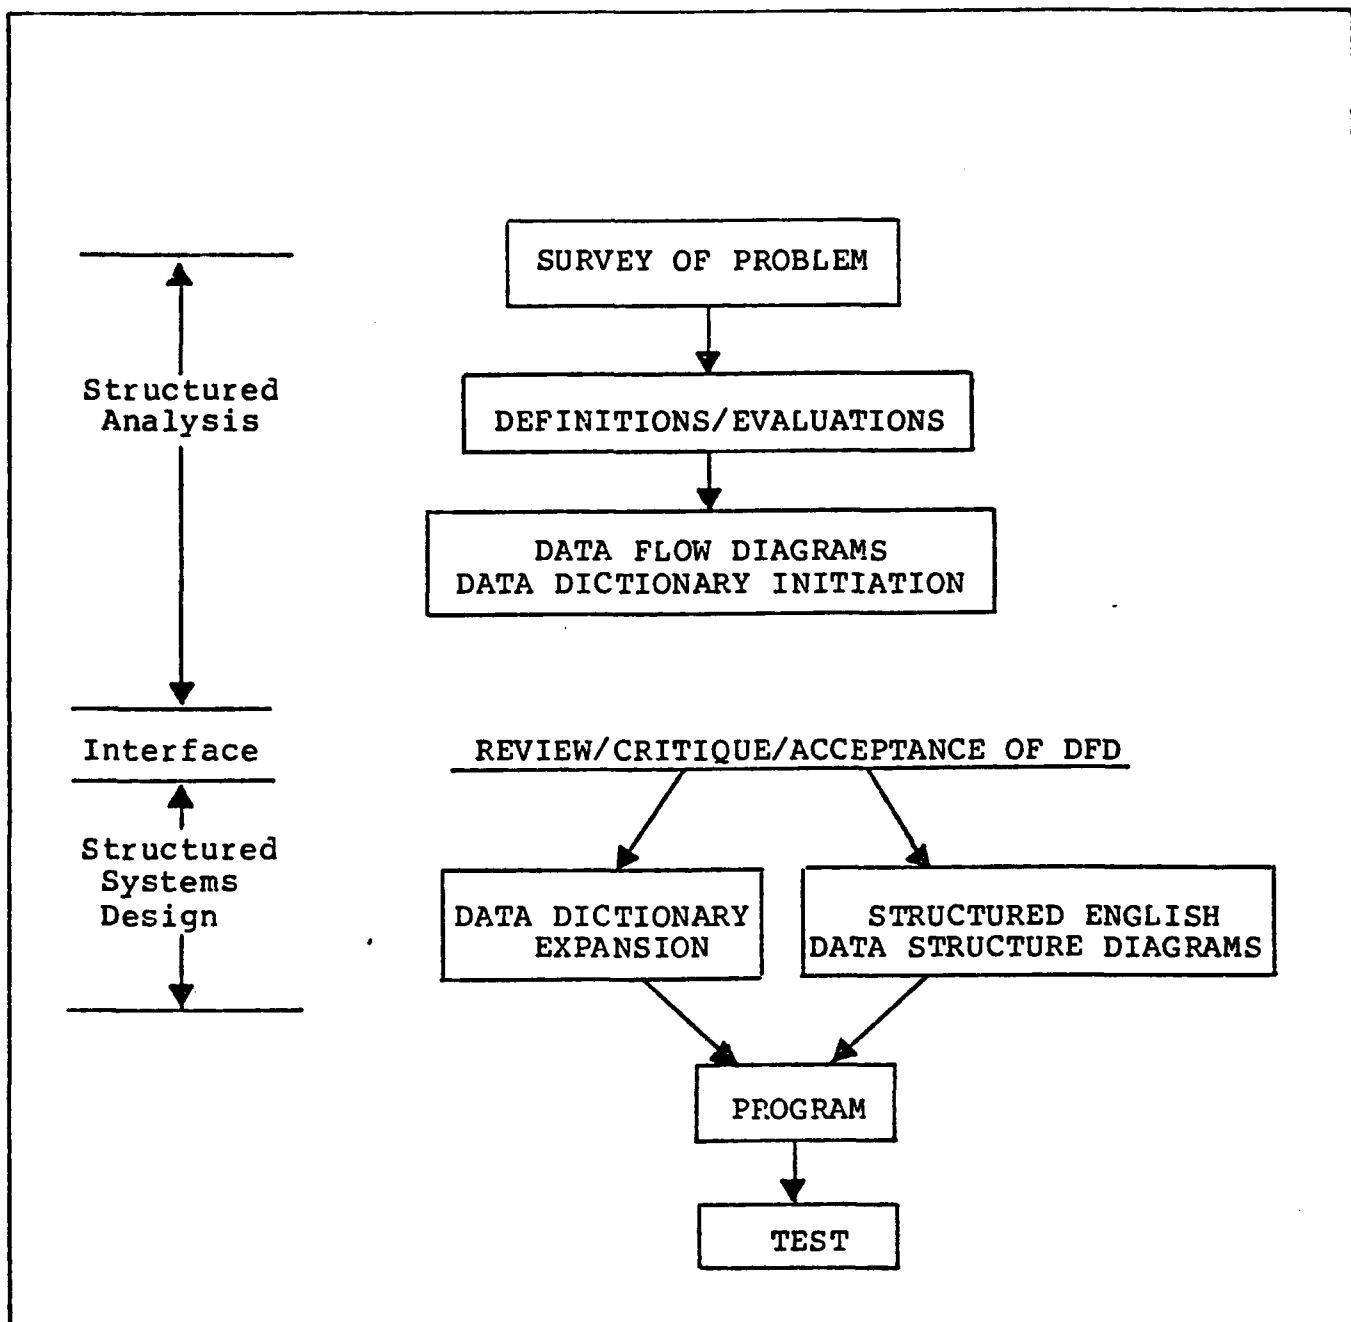 SURVEY OF PROBLEM
Structured
Analysis
DEFINITIONS/EVALUATIONS
DATA FLOW DIAGRAMS
DATA DICTIONARY INITIATION
Interface
REVIEW/CRITIQUE/ACCEPTANCE OF DFD
Structured
Systems
Design
DATA DICTIONARY
EXPANSION
STRUCTURED ENGLISH
DATA STRUCTURE DIAGRAMS
PROGRAM
TEST